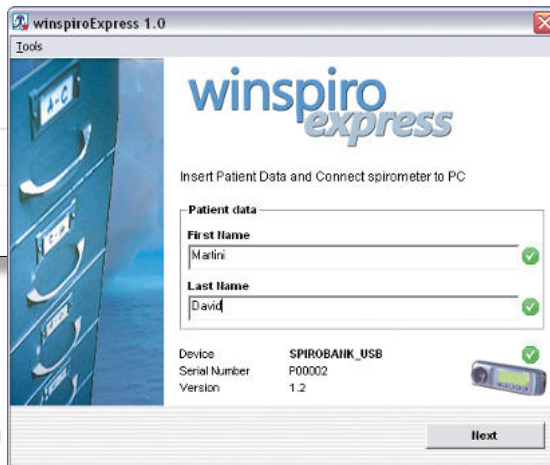 winspiroExpress 1.0
Tools
A-C
winspiro
express
Insert Patient Data and Connect spirometer to PC
Patient data
First Name
Martini
Last Name
David
Device SPIROBANK_USB
Serial Number P00002
Version 1.2
Next